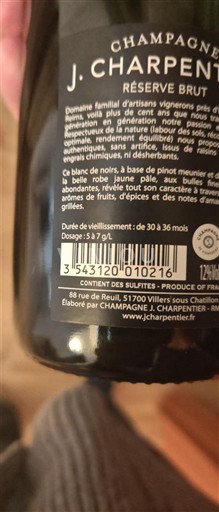 CHAMPAGNE
J. CHARPENT
RÉSERVE BRUT
Domaine familial d'artisans vignerons près
Reims, voilà plus de cent ans que nous
génération en génération notre passion
Respectueux de la nature (labour des sols,
optimale, rendement équilibré) nous
authentiques, sans artifice, issus de raisins
engrais chimiques, ni désherbants.
Ce blanc de noirs, à base de pinot meunier et
la belle robe jaune pâle, aux bulles
abondantes, révèle tout son caractère à
arômes de fruits, d'épices et des notes
grillées.
Durée de vieillissement : de 30 à 36 mois
Dosage : 5 à 7 g/L
3 543120 010216
12%
CONTIENT DES SULFITES - PRODUCE OF
88 rue de Reuil, 51700 Villers sous Chatillon
Élaboré par CHAMPAGNE J. CHARPENTIER - RM
www.jcharpentier.fr